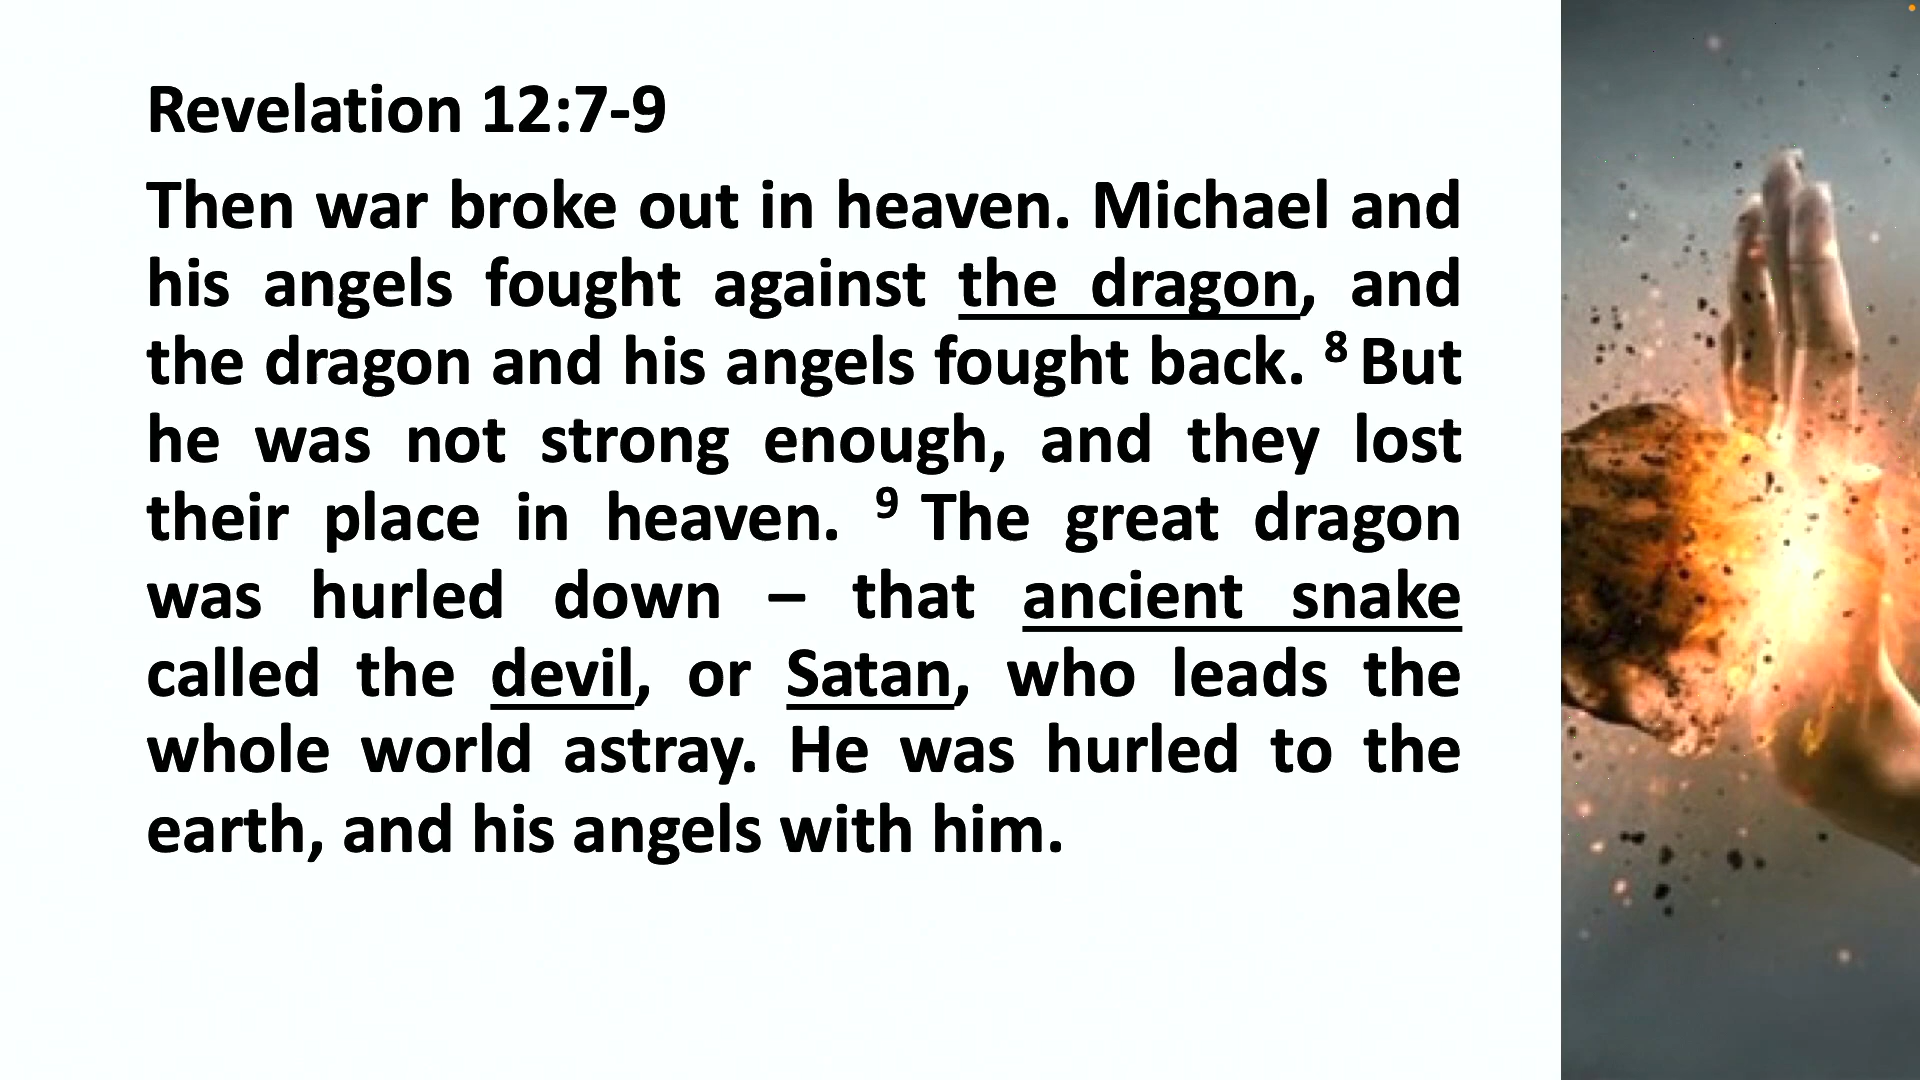 Revelation 12:7-9
Then war broke out in heaven. Michael and
his angels fought against the dragon, and
the dragon and his angels fought back. 8 But
he was not strong enough, and they lost
their place in heaven. 9 The great dragon
was hurled down – that ancient snake
called the devil, or Satan, who leads the
whole world astray. He was hurled to the
earth, and his angels with him.